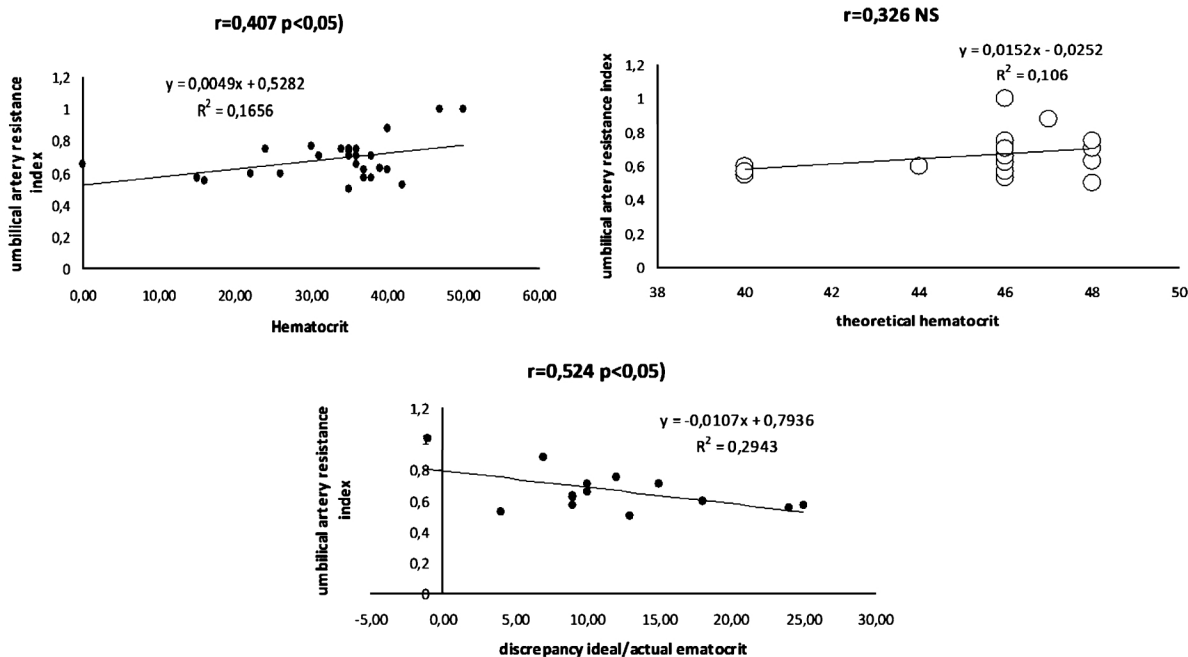 r=0,407 p<0,05)
y = 0,0049x + 0,5282
R² = 0,1656
umbilical artery resistance
index
1,2
1
0,8
0,6
0,4
0,2
0
0,00 10,00 20,00 30,00 40,00 50,00 60,00
Hematocrit
r=0,326 NS
y = 0,0152x - 0,0252
R² = 0,106
umbilical artery resistance index
1,2
1
0,8
0,6
0,4
0,2
0
38 40 42 44 46 48 50
theoretical hematocrit
r=0,524 p<0,05)
y = -0,0107x + 0,7936
R² = 0,2943
umbilical artery resistance
index
1,2
1
0,8
0,6
0,4
0,2
0
-5,00 0,00 5,00 10,00 15,00 20,00 25,00 30,00
discrepancy ideal/actual ematocrit